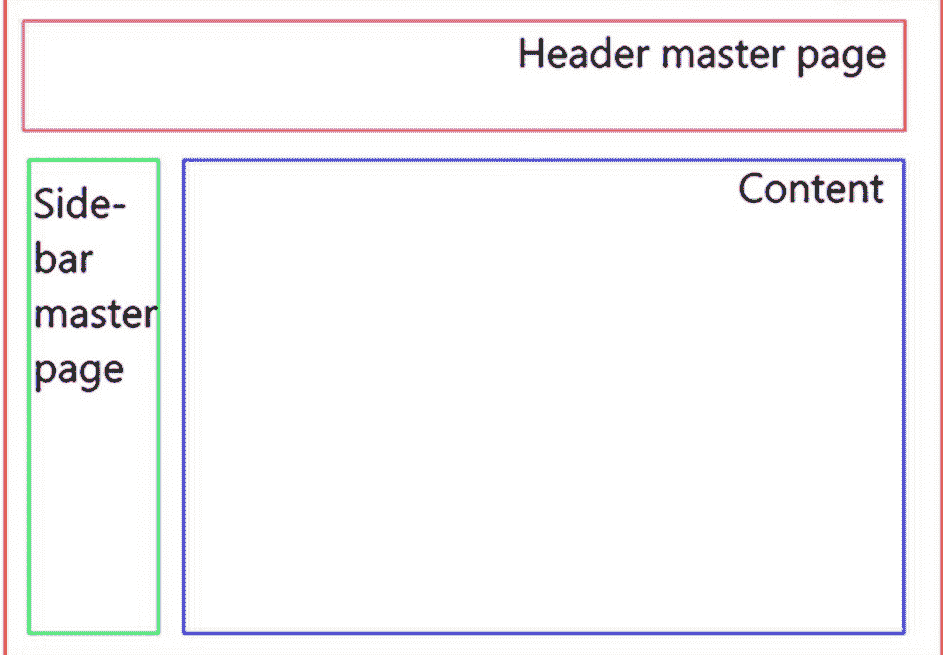 Header master page
Side-
bar
master
page
Content